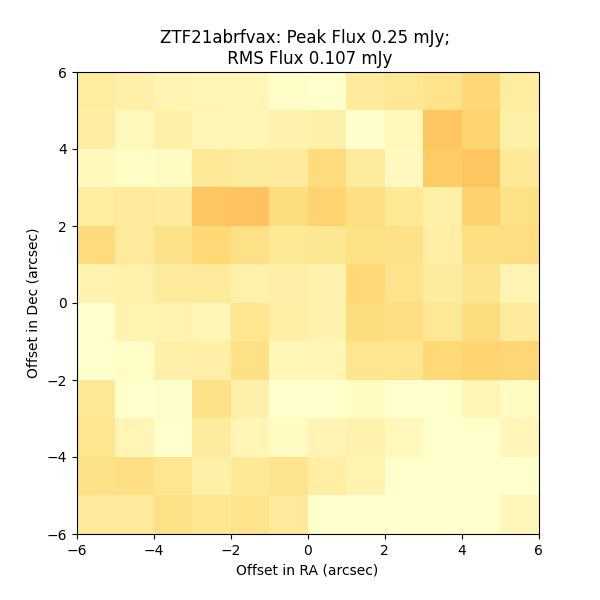 ZTF21abrfvax: Peak Flux 0.25 mJy;
RMS Flux 0.107 mJy
6
4
2
0
−2
−4
−6
Offset in Dec (arcsec)
−6 −4 −2 0 2 4 6
Offset in RA (arcsec)